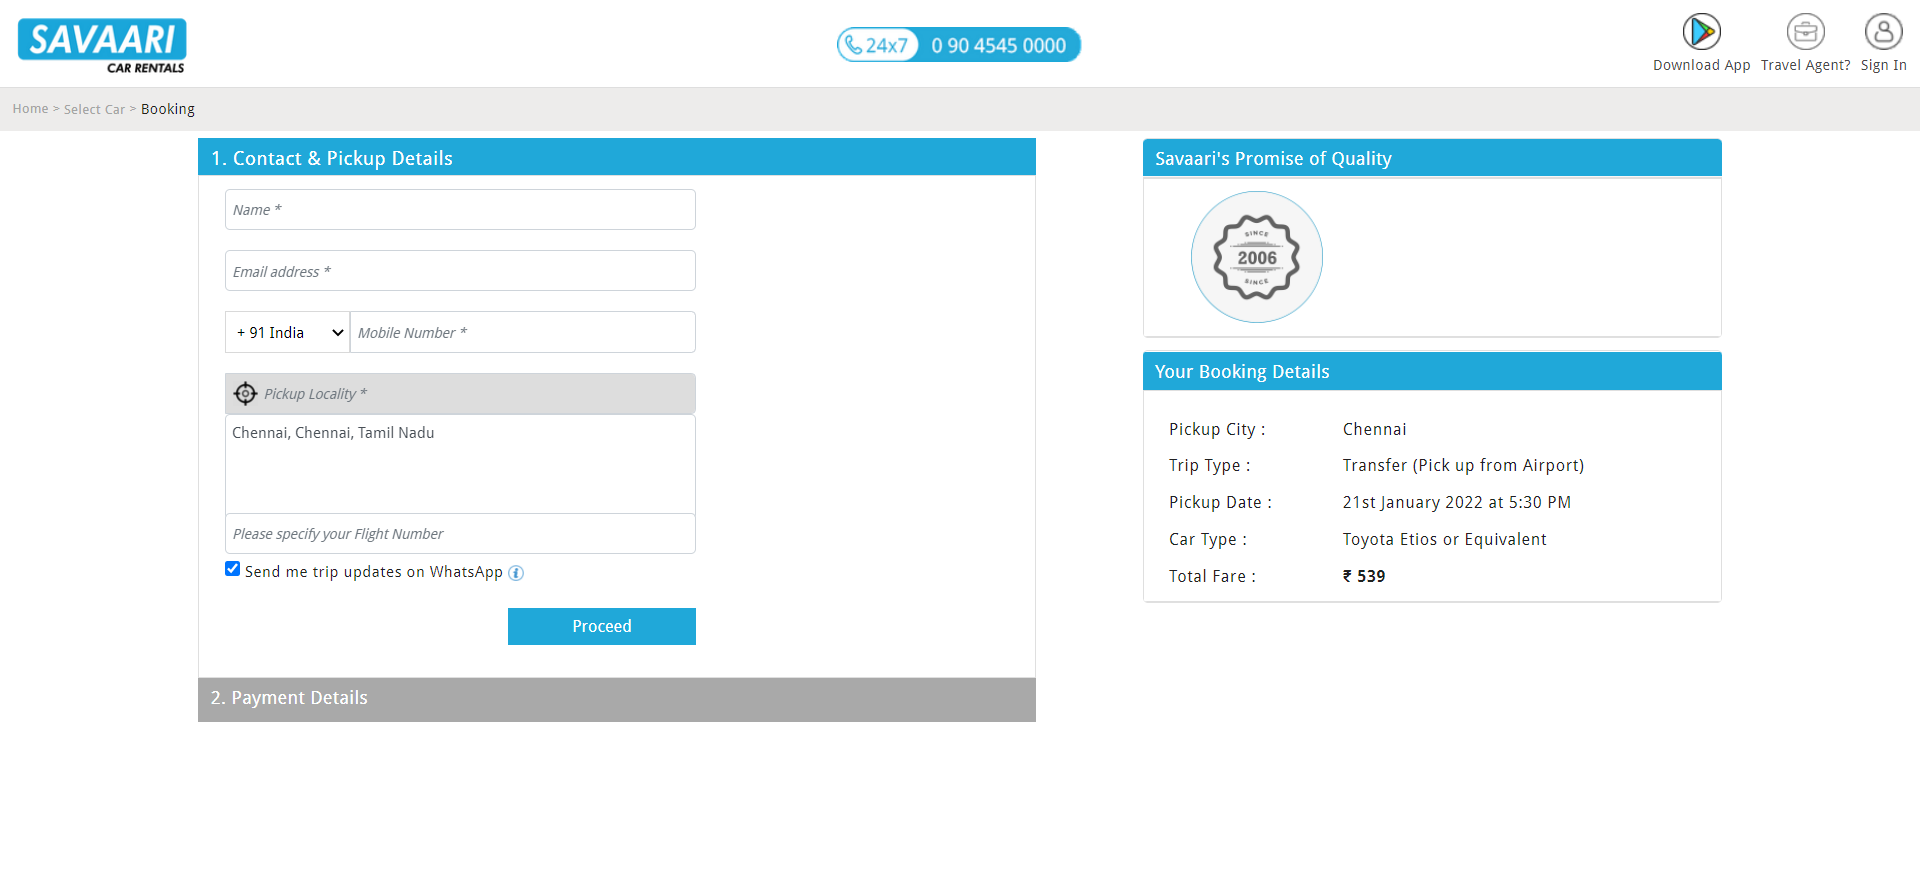 SAVAARI
CAR RENTALS
24x7 0 90 4545 0000
Download App
Travel Agent?
Sign In
Home > Select Car > Booking
1. Contact & Pickup Details
Name *
Email address *
+ 91 India
Mobile Number *
Pickup Locality *
Chennai, Chennai, Tamil Nadu
Please specify your Flight Number
Send me trip updates on WhatsApp i
Proceed
2. Payment Details
Savaari's Promise of Quality
SINCE
2006
SINCE
Your Booking Details
Pickup City : Chennai
Trip Type : Transfer (Pick up from Airport)
Pickup Date : 21st January 2022 at 5:30 PM
Car Type : Toyota Etios or Equivalent
Total Fare : ₹ 539